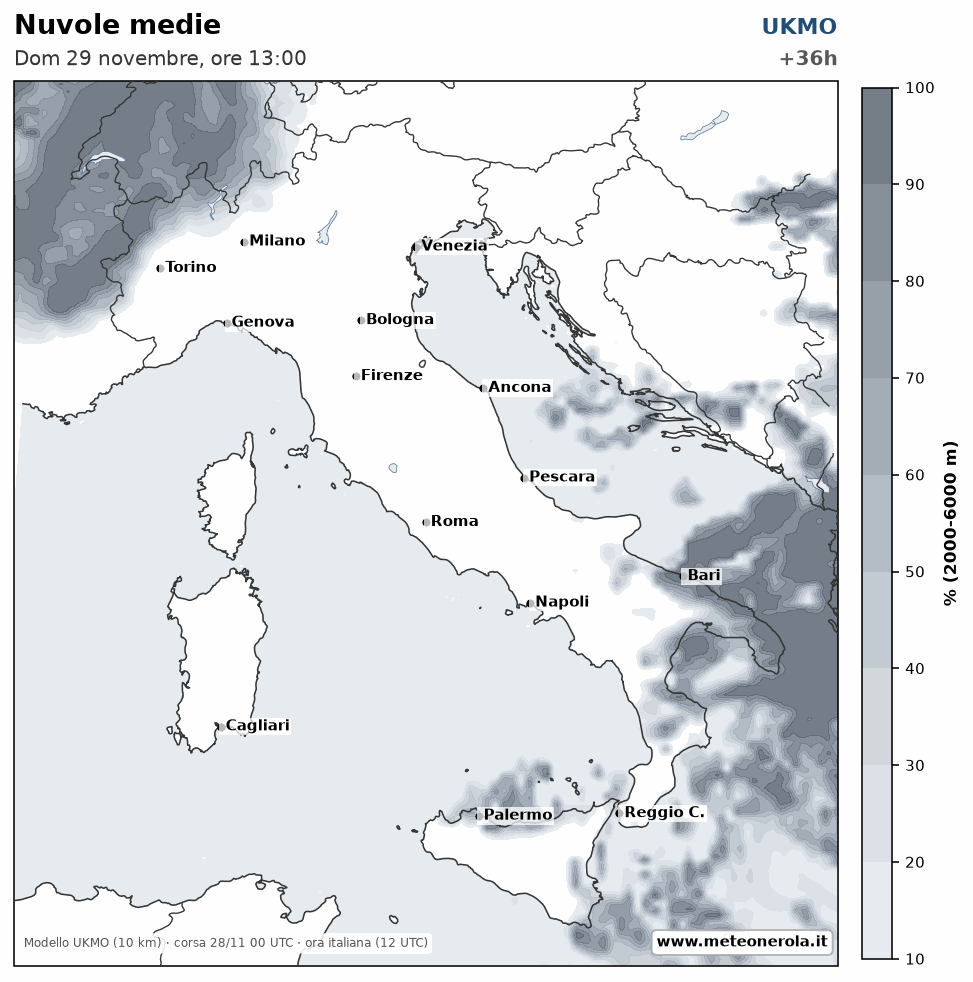 Nuvole medie
UKMO
Dom 29 novembre, ore 13:00
+36h
100
90
80
70
60
50
40
30
20
10
% (2000-6000 m)
Milano
Venezia
Torino
Bologna
Genova
Firenze
Ancona
Pescara
Roma
Bari
Napoli
Cagliari
Palermo
Reggio C.
Modello UKMO (10 km) · corsa 28/11 00 UTC · ora italiana (12 UTC)
www.meteonerola.it